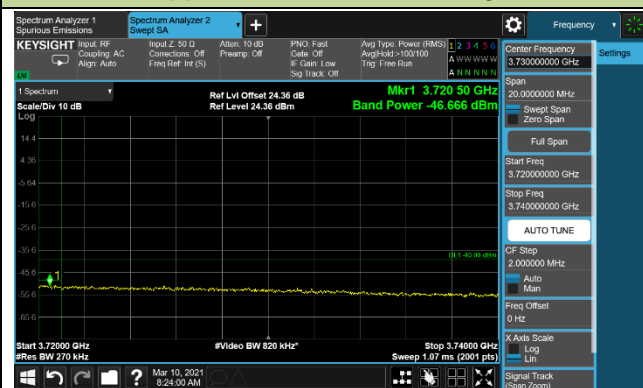 Spectrum Analyzer 1
Spurious Emissions
Spectrum Analyzer 2
Swept SA
Frequency
KEYSIGHT
Input: RF
Coupling: AC
Align: Auto
Input Z: 50 Ω
Corrections: Off
Freq Ref: Int (S)
Atten: 10 dB
Preamp: Off
PNO: Fast
Gate: Off
IF Gain: Low
Sig Track: Off
Avg Type: Power (RMS)
Avg|Hold:>100/100
Trig: Free Run
1 2 3 4 5 6
A W W W W W
A N N N N N
LXI
Center Frequency
3.730000000 GHz
Settings
Span
20.0000000 MHz
Swept Span
Zero Span
Full Span
Start Freq
3.720000000 GHz
Stop Freq
3.740000000 GHz
AUTO TUNE
CF Step
2.000000 MHz
Auto
Man
Freq Offset
0 Hz
X Axis Scale
Log
Lin
Signal Track
(Span Zoom)
1 Spectrum
Scale/Div 10 dB
Log
Ref Lvl Offset 24.36 dB
Ref Level 24.36 dBm
Mkr1 3.720 50 GHz
Band Power -46.666 dBm
14.4
4.36
-5.64
-15.6
-25.6
-35.6
DL1 -40.00 dBm
-45.6
1
-55.6
-65.6
Start 3.72000 GHz
#Res BW 270 kHz
#Video BW 820 kHz*
Stop 3.74000 GHz
Sweep 1.07 ms (2001 pts)
?
Mar 10, 2021
6:24:00 AM